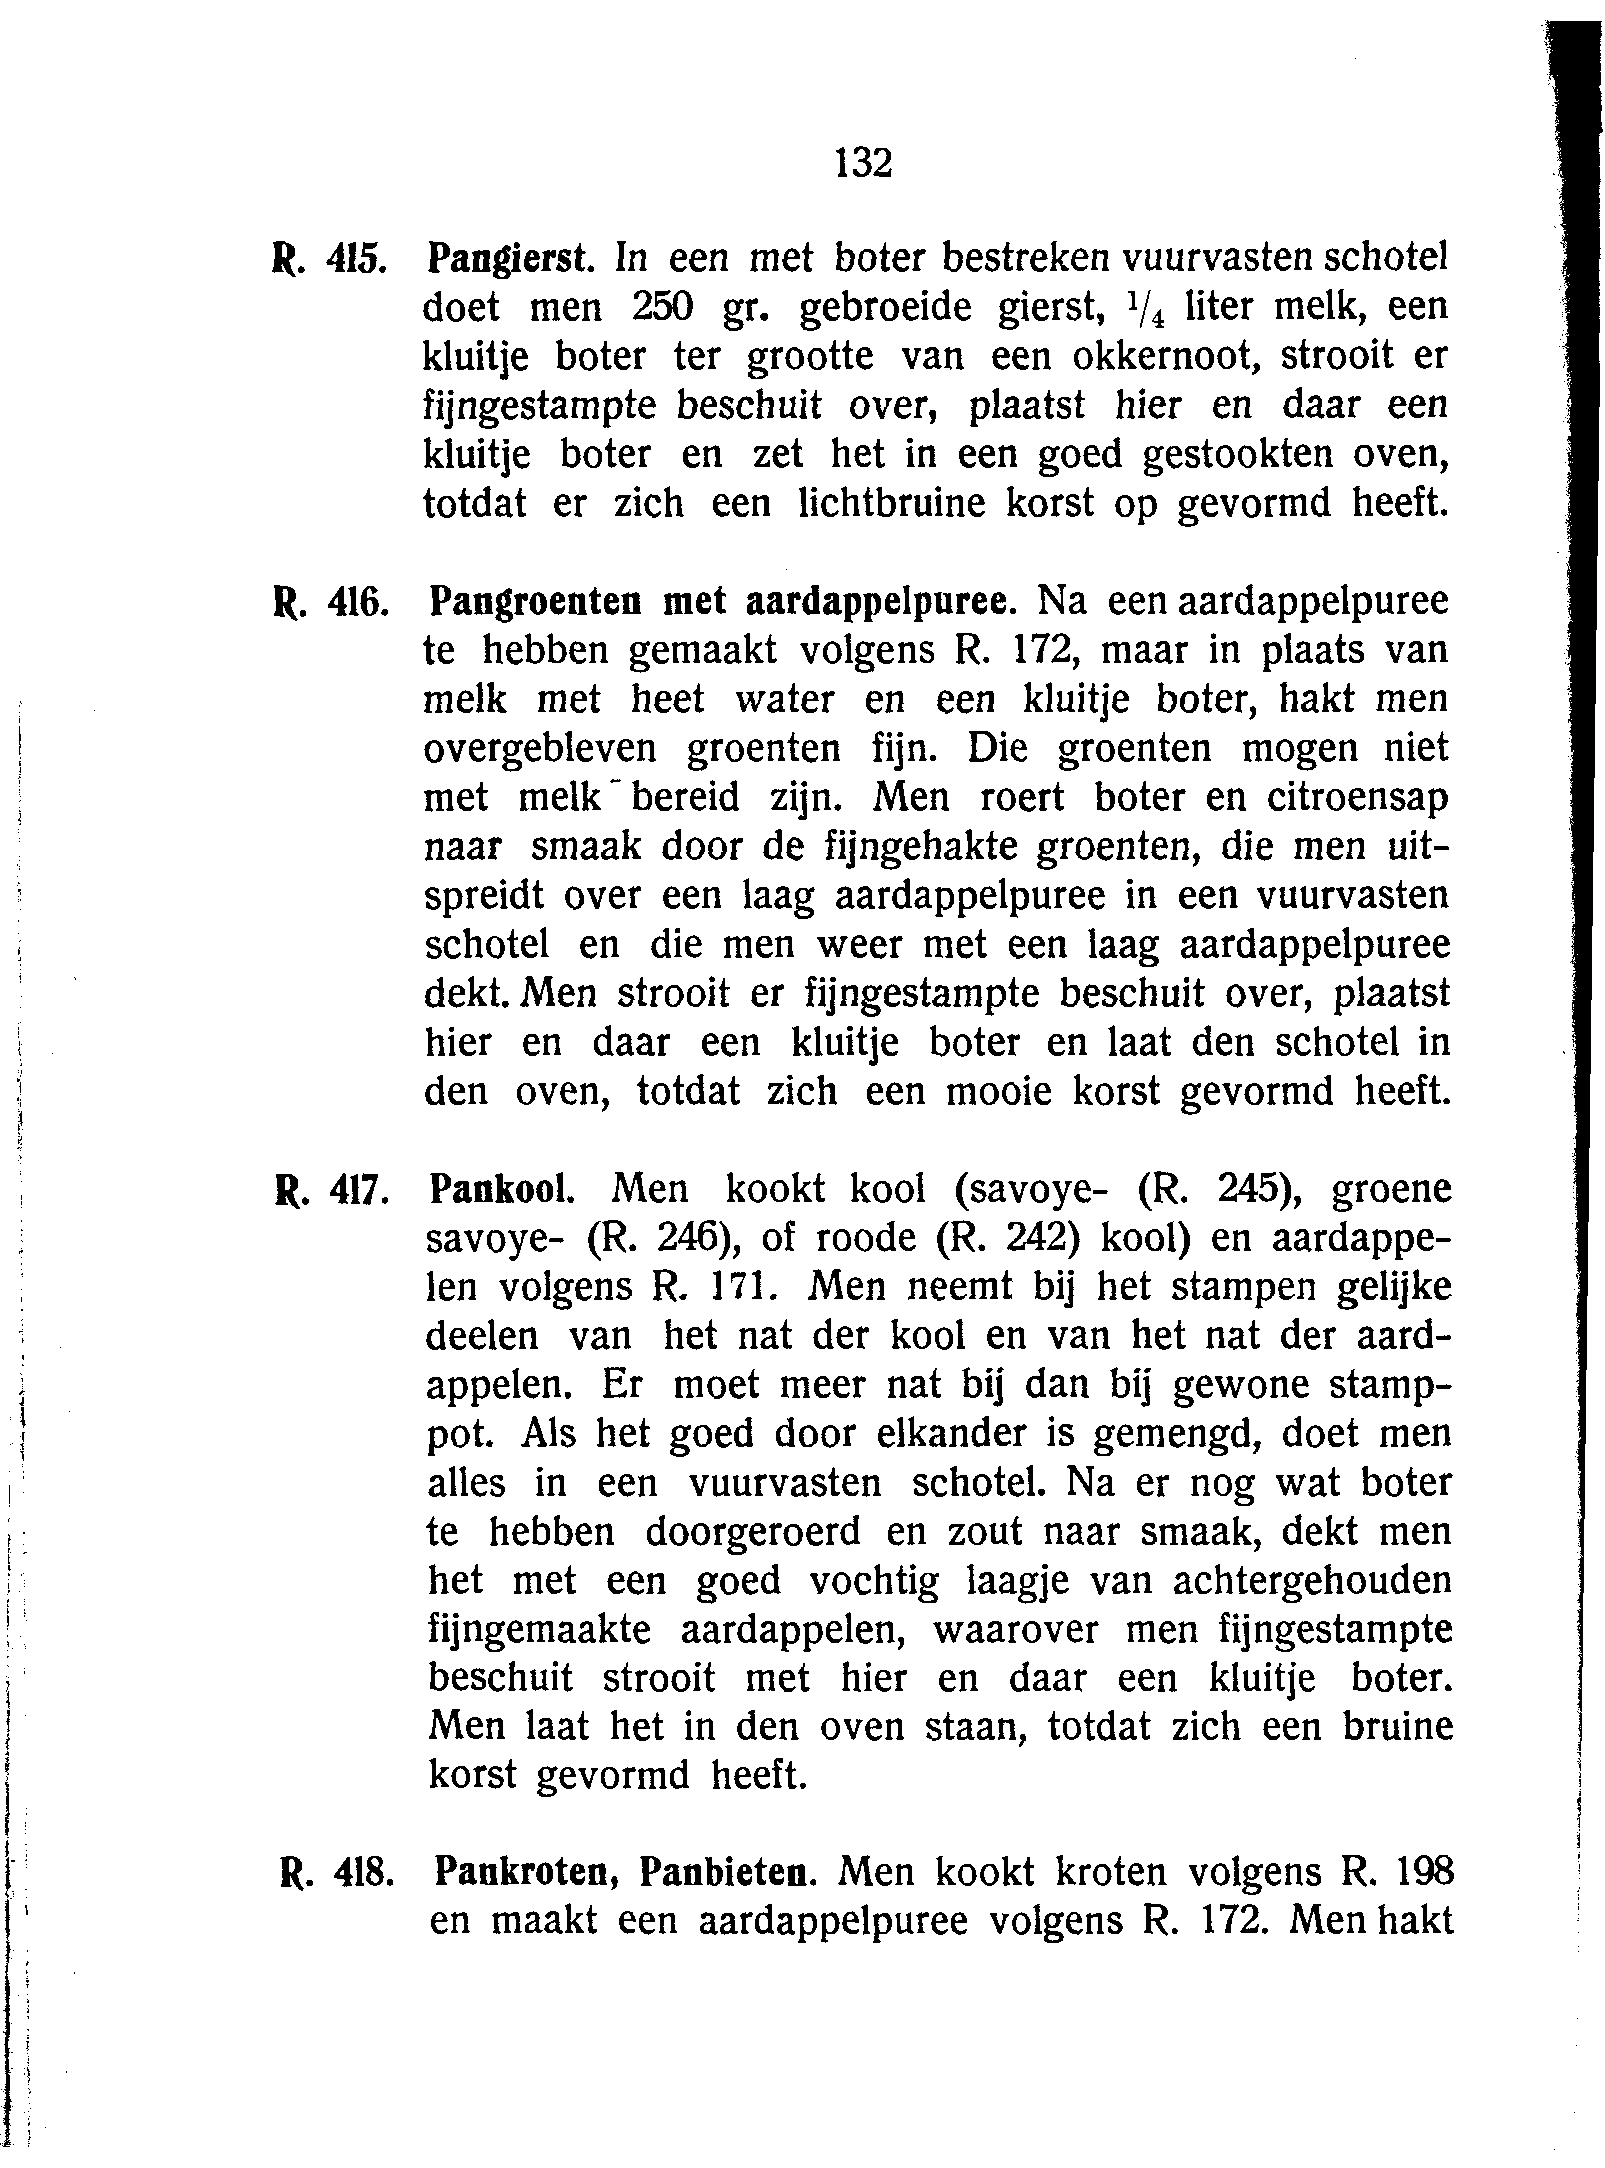 132
R. 415. Pangierst. In een met boter bestreken vuurvasten schotel
doet men 250 gr. gebroeide gierst, ¹/₄ liter melk, een
kluitje boter ter grootte van een okkernoot, strooit er
fijngestampte beschuit over, plaatst hier en daar een
kluitje boter en zet het in een goed gestookten oven,
totdat er zich een lichtbruine korst op gevormd heeft.
R. 416. Pangroenten met aardappelpuree. Na een aardappelpuree
te hebben gemaakt volgens R. 172, maar in plaats van
melk met heet water en een kluitje boter, hakt men
overgebleven groenten fijn. Die groenten mogen niet
met melk bereid zijn. Men roert boter en citroensap
naar smaak door de fijngehakte groenten, die men uit-
spreidt over een laag aardappelpuree in een vuurvasten
schotel en die men weer met een laag aardappelpuree
dekt. Men strooit er fijngestampte beschuit over, plaatst
hier en daar een kluitje boter en laat den schotel in
den oven, totdat zich een mooie korst gevormd heeft.
R. 417. Pankool. Men kookt kool (savoye- (R. 245), groene
savoye- (R. 246), of roode (R. 242) kool) en aardappe-
len volgens R. 171. Men neemt bij het stampen gelijke
deelen van het nat der kool en van het nat der aard-
appelen. Er moet meer nat bij dan bij gewone stamp-
pot. Als het goed door elkander is gemengd, doet men
alles in een vuurvasten schotel. Na er nog wat boter
te hebben doorgeroerd en zout naar smaak, dekt men
het met een goed vochtig laagje van achtergehouden
fijngemaakte aardappelen, waarover men fijngestampte
beschuit strooit met hier en daar een kluitje boter.
Men laat het in den oven staan, totdat zich een bruine
korst gevormd heeft.
R. 418. Pankroten, Panbieten. Men kookt kroten volgens R. 198
en maakt een aardappelpuree volgens R. 172. Men hakt